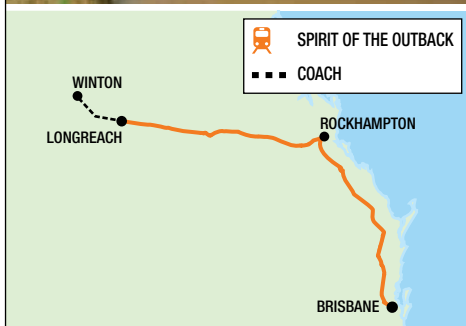 SPIRIT OF THE OUTBACK
COACH
WINTON
LONGREACH
ROCKHAMPTON
BRISBANE